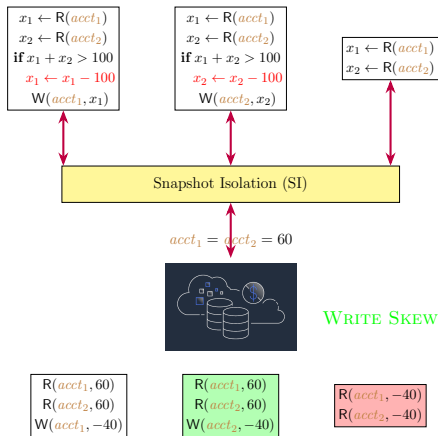 x₁ ← R(acct₁)
x₂ ← R(acct₂)
if x₁ + x₂ > 100
x₁ ← x₁ − 100
W(acct₁, x₁)
x₁ ← R(acct₁)
x₂ ← R(acct₂)
if x₁ + x₂ > 100
x₂ ← x₂ − 100
W(acct₂, x₂)
x₁ ← R(acct₁)
x₂ ← R(acct₂)
Snapshot Isolation (SI)
acct₁ = acct₂ = 60
WRITE SKEW
R(acct₁, 60)
R(acct₂, 60)
W(acct₁, −40)
R(acct₁, 60)
R(acct₂, 60)
W(acct₂, −40)
R(acct₁, −40)
R(acct₂, −40)